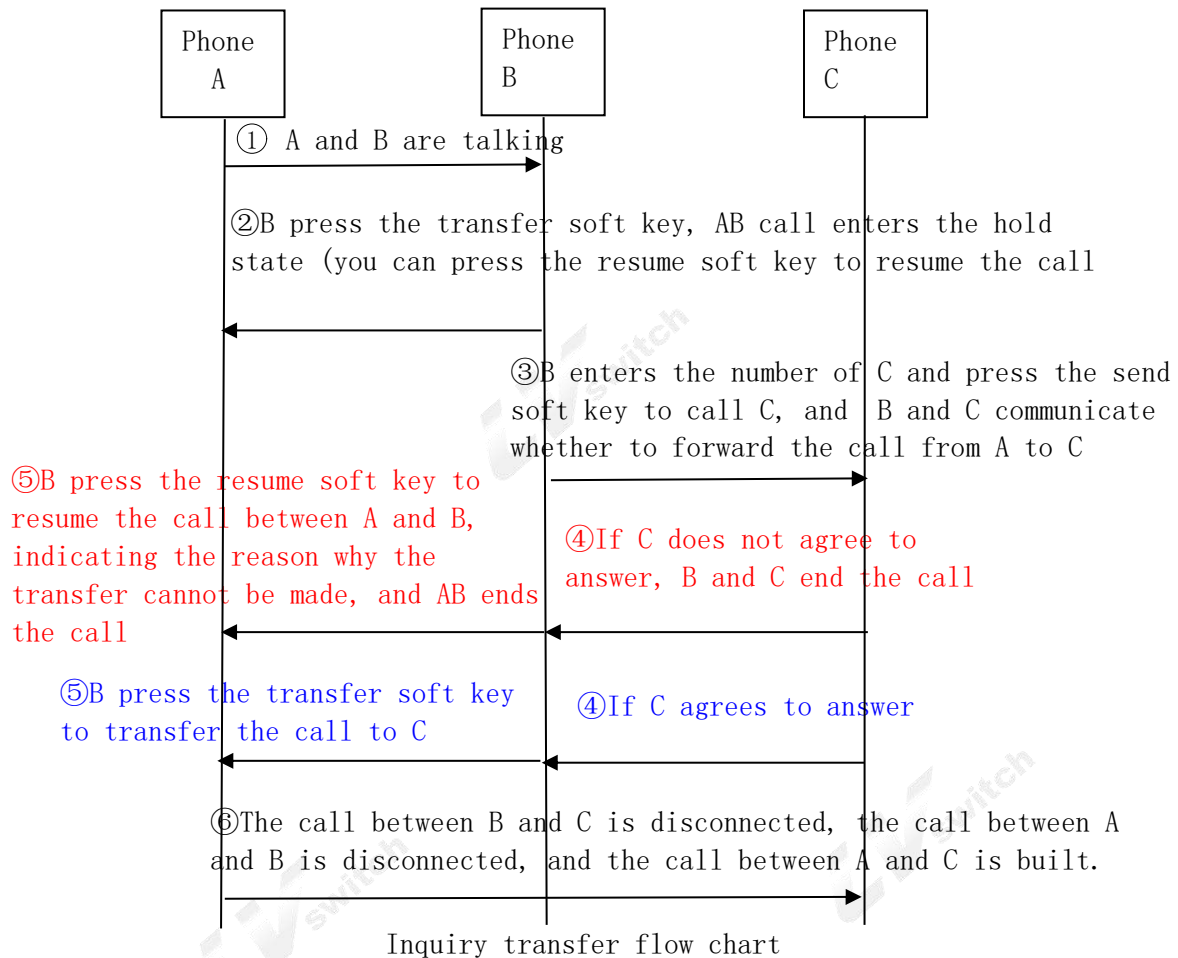 Phone
A
Phone
B
Phone
C
① A and B are talking
②B press the transfer soft key, AB call enters the hold
state (you can press the resume soft key to resume the call
③B enters the number of C and press the send
soft key to call C, and B and C communicate
whether to forward the call from A to C
⑤B press the resume soft key to
resume the call between A and B,
indicating the reason why the
transfer cannot be made, and AB ends
the call
④If C does not agree to
answer, B and C end the call
⑤B press the transfer soft key
to transfer the call to C
④If C agrees to answer
⑥The call between B and C is disconnected, the call between A
and B is disconnected, and the call between A and C is built.
Inquiry transfer flow chart
switch
switch
switch